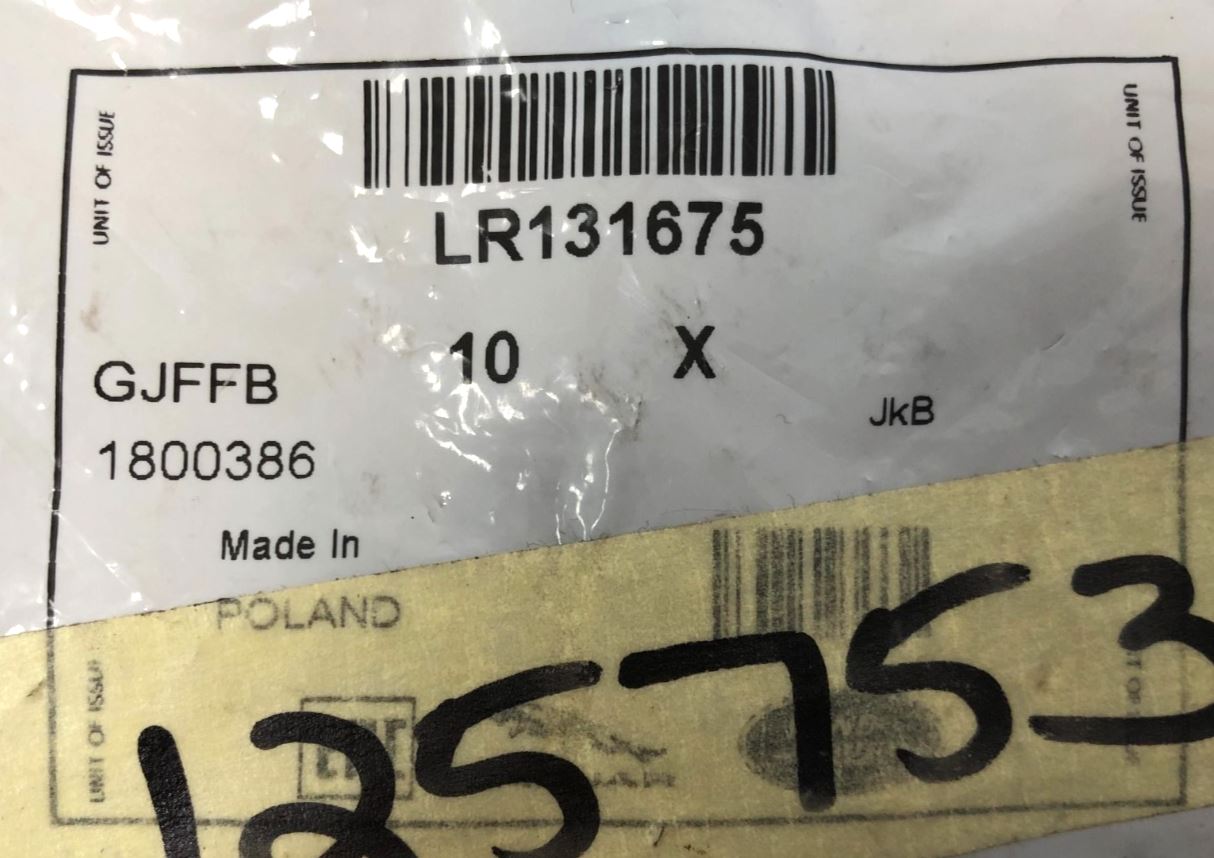 UNIT OF ISSUE
UNIT OF ISSUE
LR131675
10 X
GJFFB
JkB
1800386
Made In
POLAND
UNIT OF ISSUE
125753